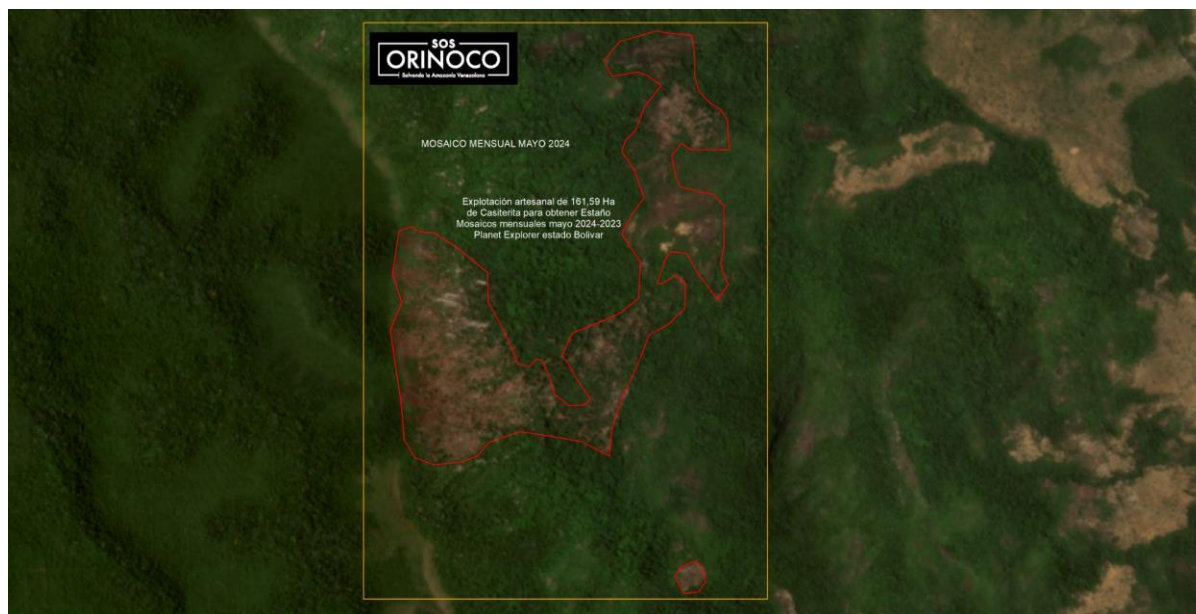 SOS
ORINOCO
Salvando la Amazonía Venezolana
MOSAICO MENSUAL MAYO 2024
Explotación artesanal de 161,59 Ha
de Casiterita para obtener Estaño
Mosaicos mensuales mayo 2024-2023
Planet Explorer estado Bolivar